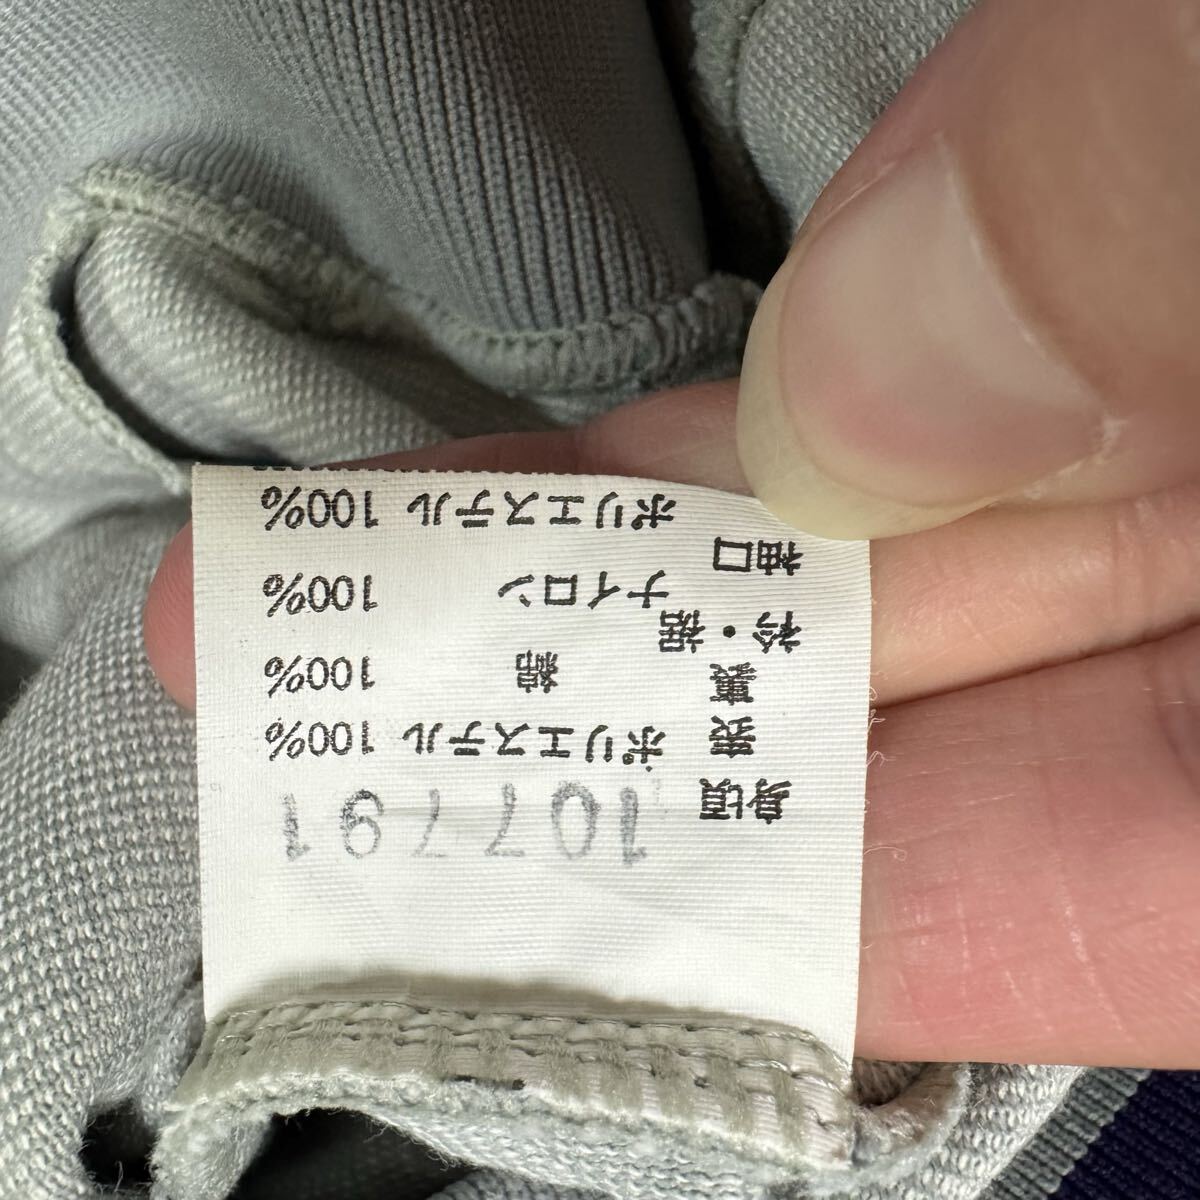 107791
身頃
表 ポリエステル 100%
裏 綿 100%
衿・裾
ナイロン 100%
袖口
ポリエステル 100%